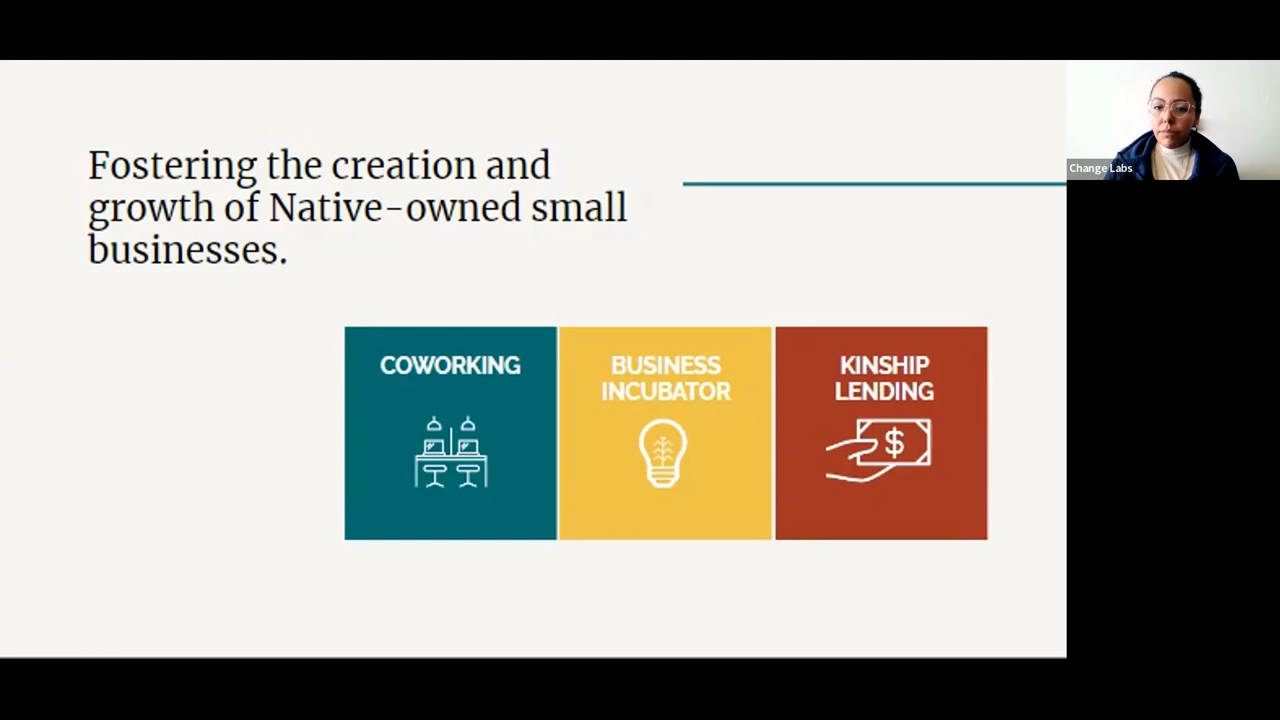 Fostering the creation and
growth of Native-owned small
businesses.
COWORKING
BUSINESS
INCUBATOR
KINSHIP
LENDING
$
Change Labs